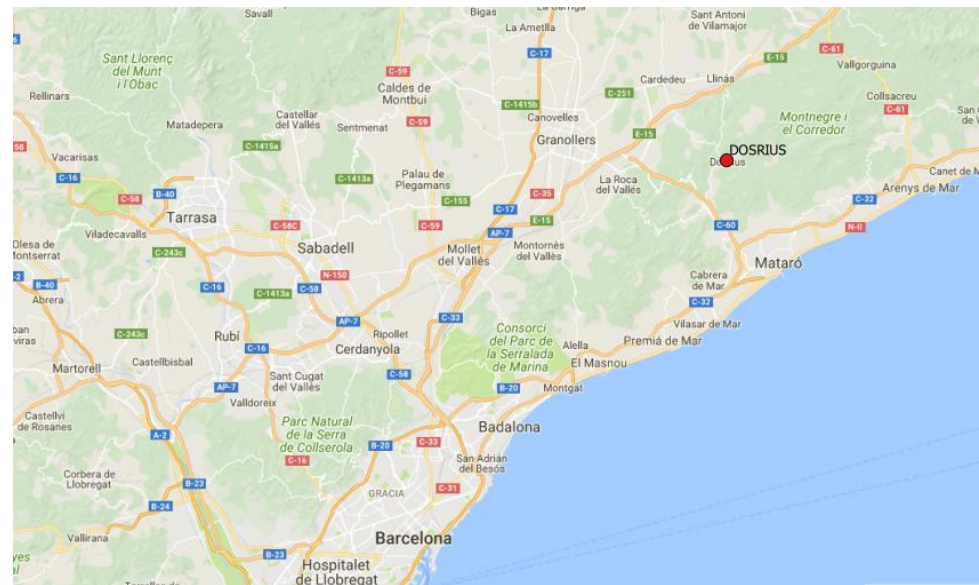 Savall
Bigas
La Garriga
Sant Antoni
de Vilamajor
La Ametlla
C-17
C-61
E-15
Vallgorguina
Sant Llorenç
del Munt
i l'Obac
C-59
Caldes de
Montbui
Cardedeu
Llinás
Rellinars
C-1415b
C-251
Collsacreu
C-61
Canovelles
Castellar
del Vallés
Sentmenat
Matadepera
Granollers
E-15
Montnegre i
el Corredor
C-1415a
Vacarisas
DOSRIUS
Dosrius
C-16
C-58
B-40
C-1413a
Palau de
Plegamans
La Roca
del Vallés
C-35
Canet de M
Arenys de Mar
C-155
C-32
Tarrasa
C-17
C-58C
C-59
E-15
C-60
N-II
Viladecavalls
AP-7
Olesa de
Montserrat
C-243c
Sabadell
Mollet
del Vallés
Montornès
del Vallès
Mataró
N-150
Cabrera
de Mar
B-40
C-16
C-58
Abrera
C-1413a
C-32
AP-7
C-33
Vilasar de Mar
C-243c
Rubí
Ripollet
Consorci
del Parc de
la Serralada
de Marina
Alella
Premiá de Mar
C-16
Cerdanyola
Castellbisbal
El Masnou
Martorell
Sant Cugat
del Vallès
C-58
AP-7
B-20
Montgat
Valldoreix
Castellví
de Rosanes
Parc Natural
de la Serra
de Collserola
Badalona
A-2
B-20
C-33
C-16
San Adrián
del Besós
Corbera de
Llobregat
B-23
C-31
GRACIA
B-24
Vallirana
Barcelona
B-23
Hospitalet
de Llobregat